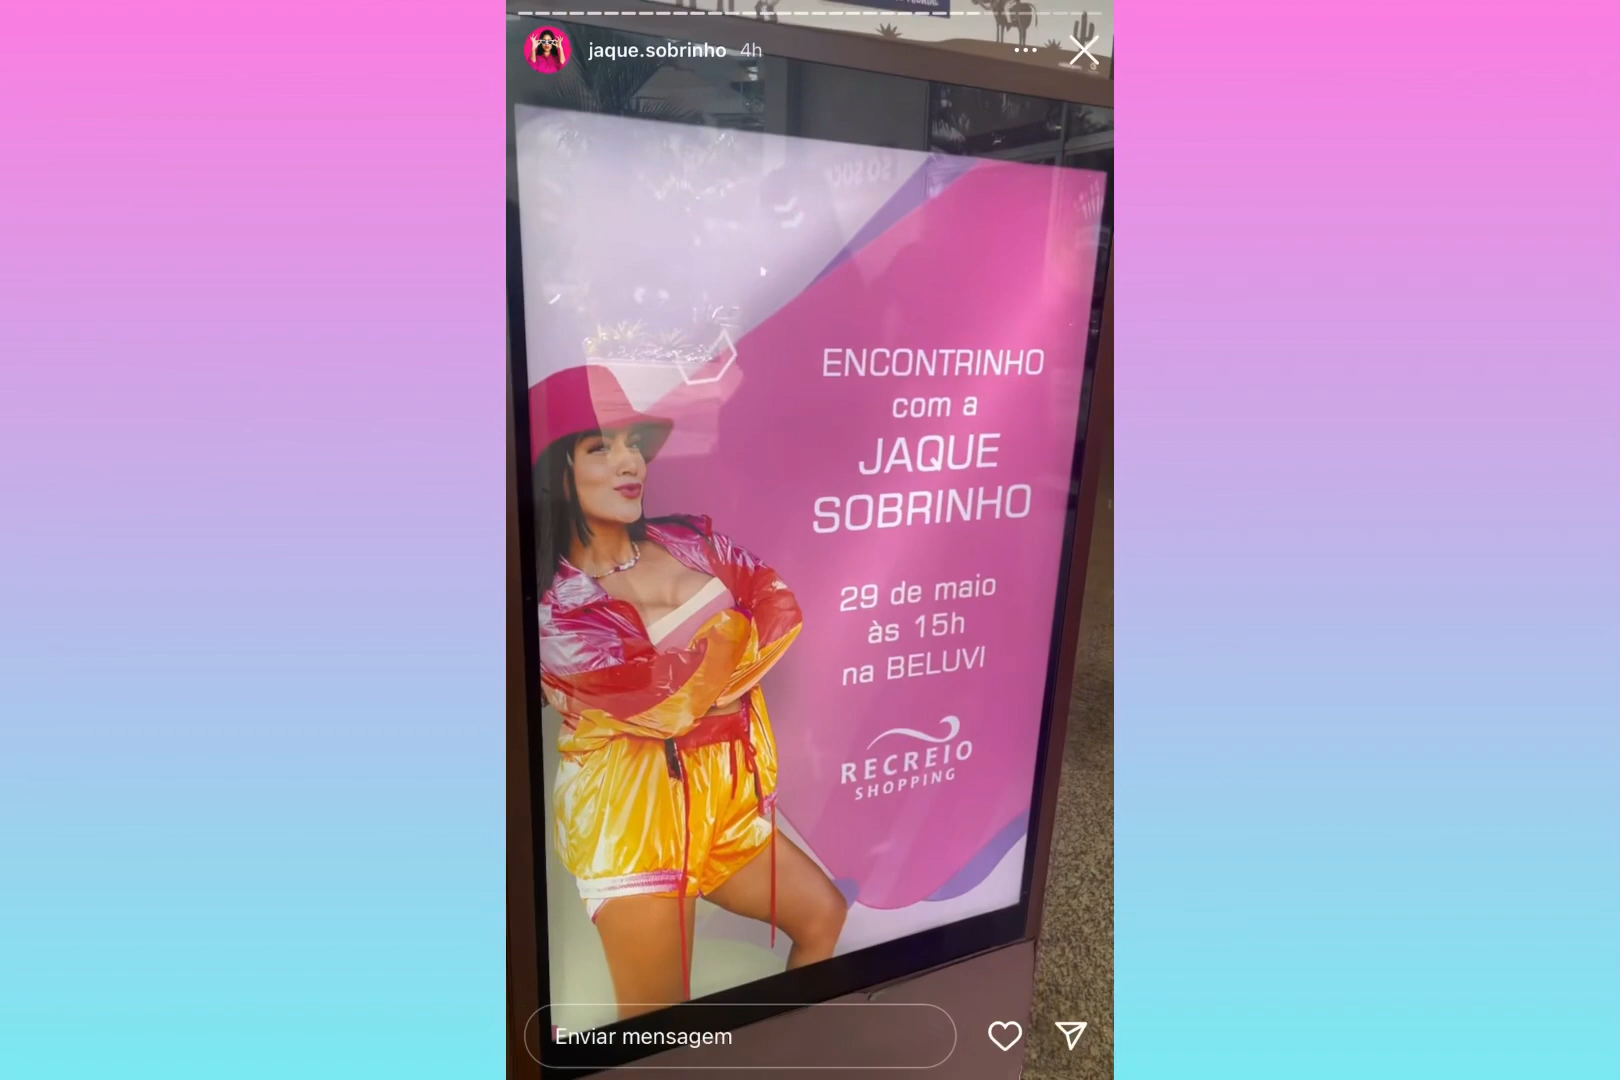 jaque.sobrinho 4h
ENCONTRINHO
com a
JAQUE
SOBRINHO
29 de maio
às 15h
na BELUVI
RECREIO
SHOPPING
Enviar mensagem